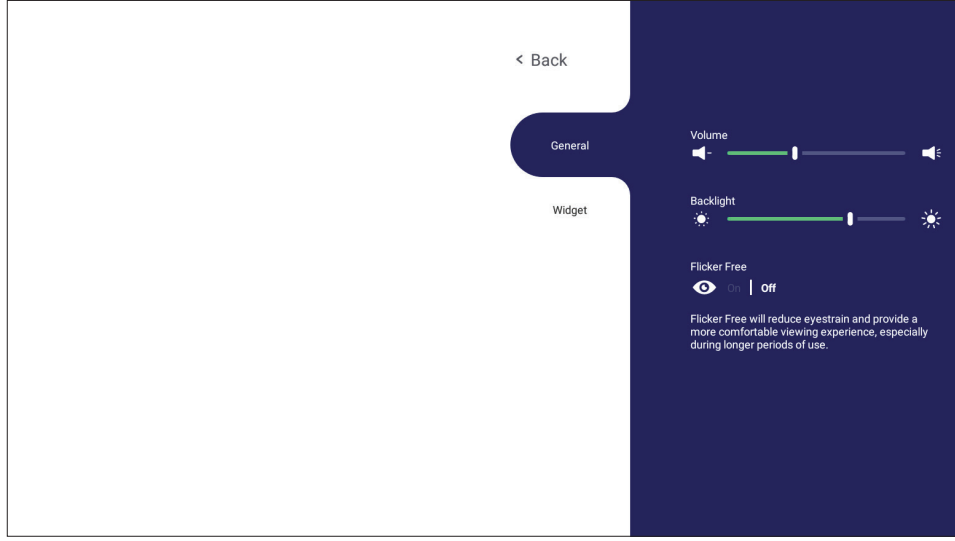 < Back
General
Widget
Volume
Backlight
Flicker Free
On | Off
Flicker Free will reduce eyestrain and provide a
more comfortable viewing experience, especially
during longer periods of use.